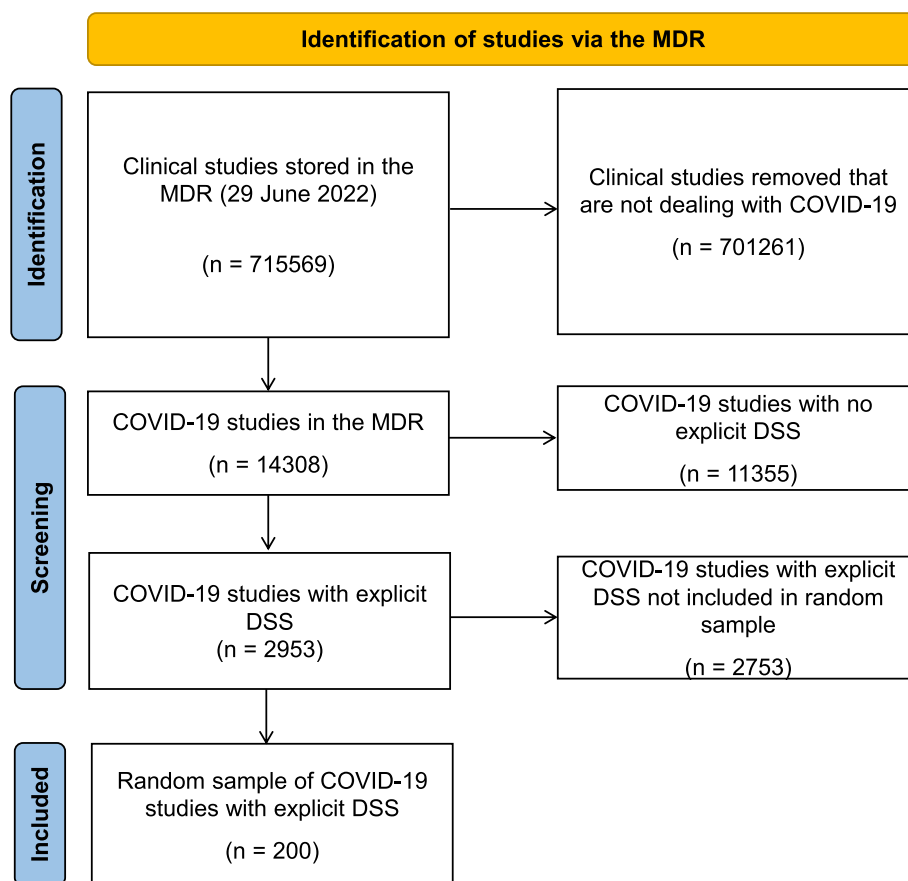 Identification of studies via the MDR
Identification
Clinical studies stored in the
MDR (29 June 2022)
(n = 715569)
Clinical studies removed that
are not dealing with COVID-19
(n = 701261)
Screening
COVID-19 studies in the MDR
(n = 14308)
COVID-19 studies with no
explicit DSS
(n = 11355)
COVID-19 studies with explicit
DSS
(n = 2953)
COVID-19 studies with explicit
DSS not included in random
sample
(n = 2753)
Included
Random sample of COVID-19
studies with explicit DSS
(n = 200)